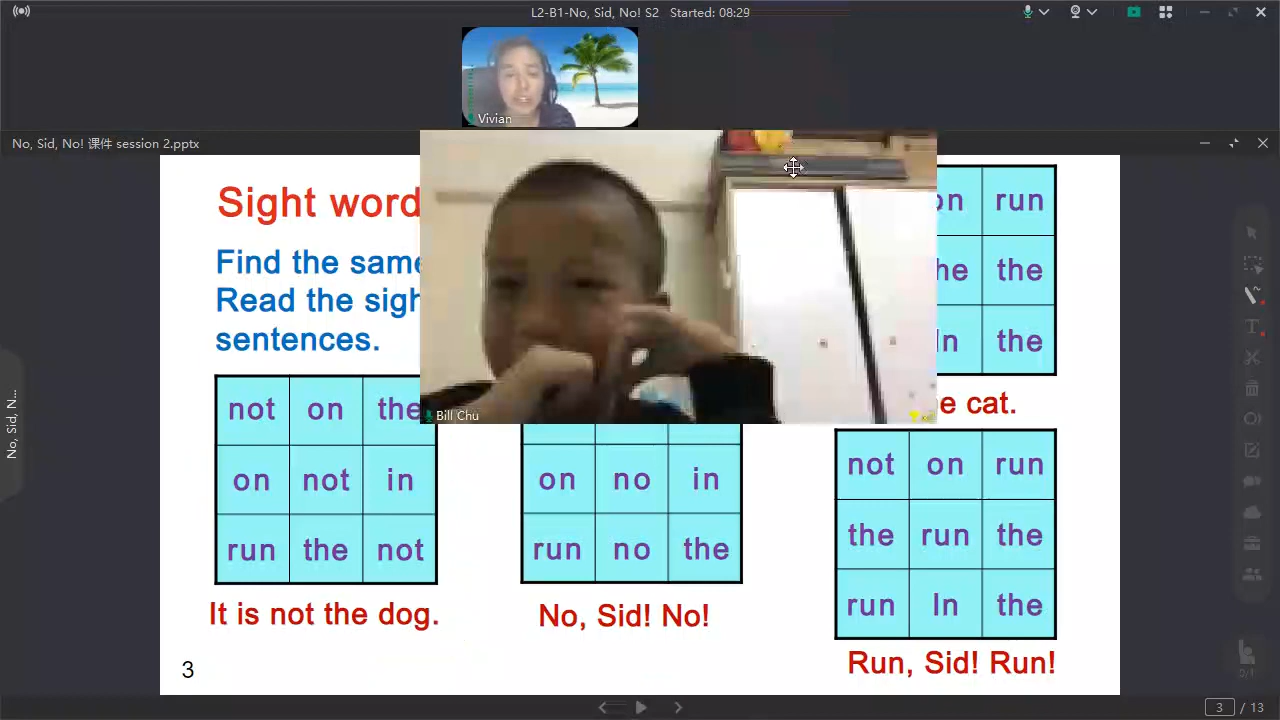 L2-B1-No, Sid, No! S2 Started: 08:29
Vivian
No, Sid, No! 课件 session 2.pptx
Sight word
Find the same
Read the sigh
sentences.
not on the
on not in
run the not
It is not the dog.
Bill Chu
on no in
run no the
No, Sid! No!
on run
he the
In the
e cat.
not on run
the run the
run In the
Run, Sid! Run!
3
No, Sid, N...
0/1
3 / 13